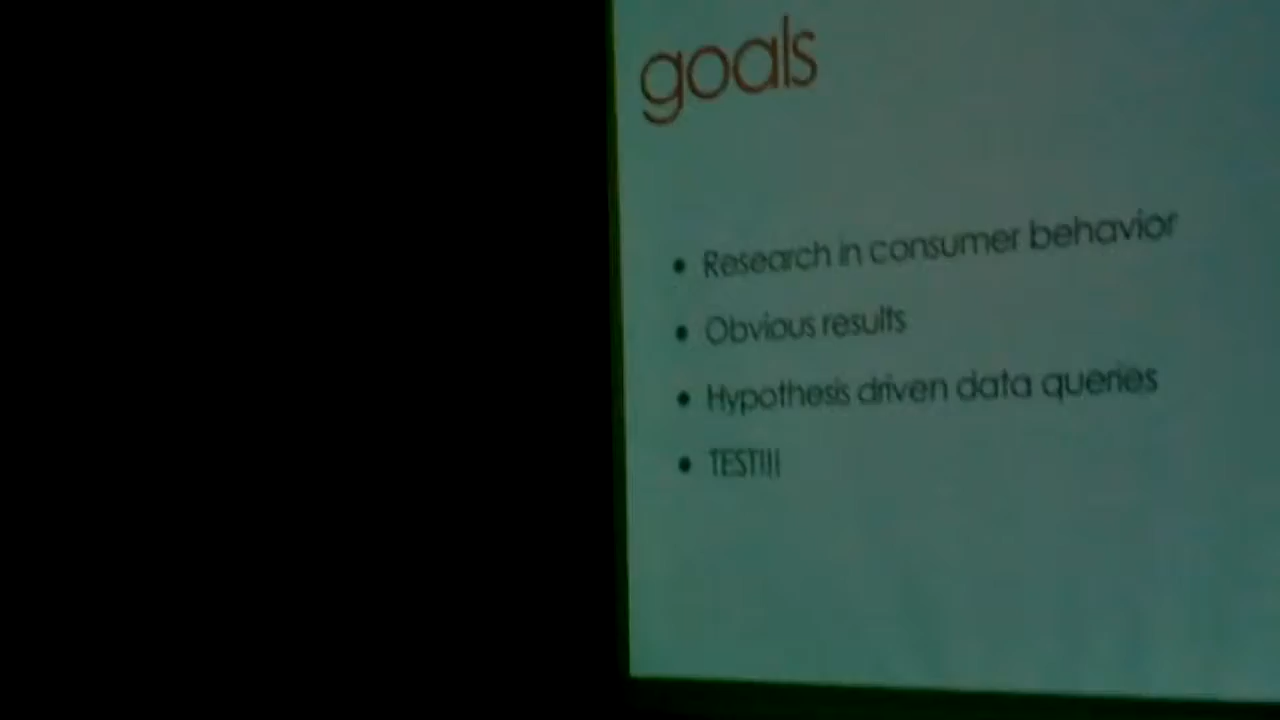 goals
• Research in consumer behavior
• Obvious results
• Hypothesis driven data queries
• TEST!!!